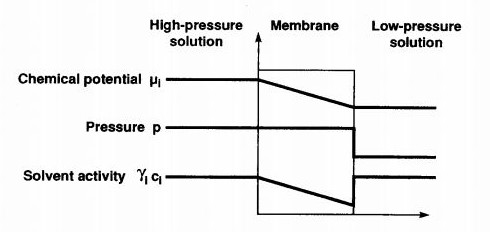 High-pressure solution
Membrane
Low-pressure solution
Chemical potential μi
Pressure p
Solvent activity γi ci